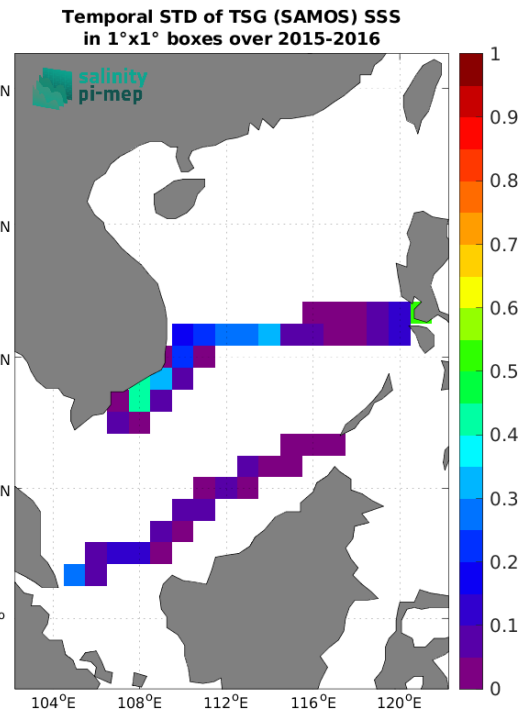 Temporal STD of TSG (SAMOS) SSS
in 1°x1° boxes over 2015-2016
salinity
pi-mep
N
N
N
N
o
104°E
108°E
112°E
116°E
120°E
1
0.9
0.8
0.7
0.6
0.5
0.4
0.3
0.2
0.1
0